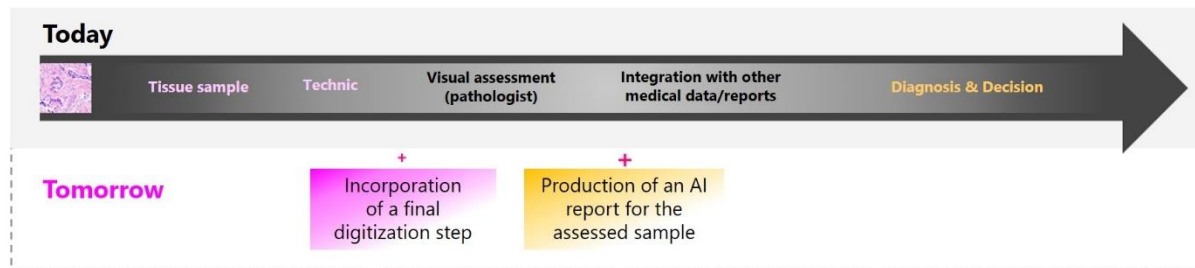 Today
Tissue sample
Technic
Visual assessment
(pathologist)
Integration with other
medical data/reports
Diagnosis & Decision
Tomorrow
+
Incorporation
of a final
digitization step
+
Production of an AI
report for the
assessed sample